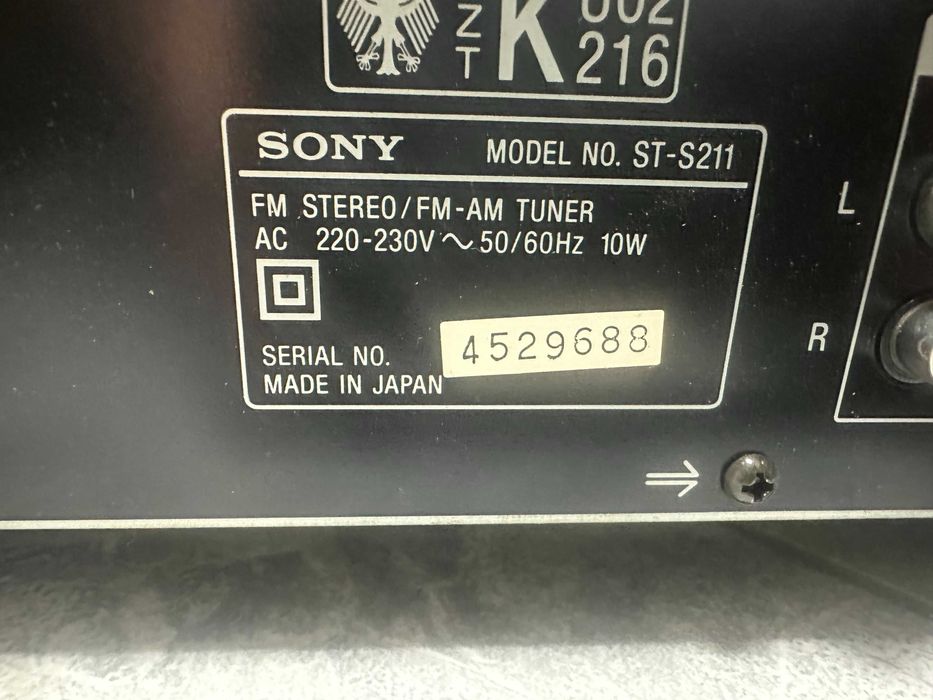 Z
T
K
002
216
SONY MODEL NO. ST-S211
FM STEREO/FM-AM TUNER
AC 220-230V ~ 50/60Hz 10W
SERIAL NO. 4529688
MADE IN JAPAN
L
R